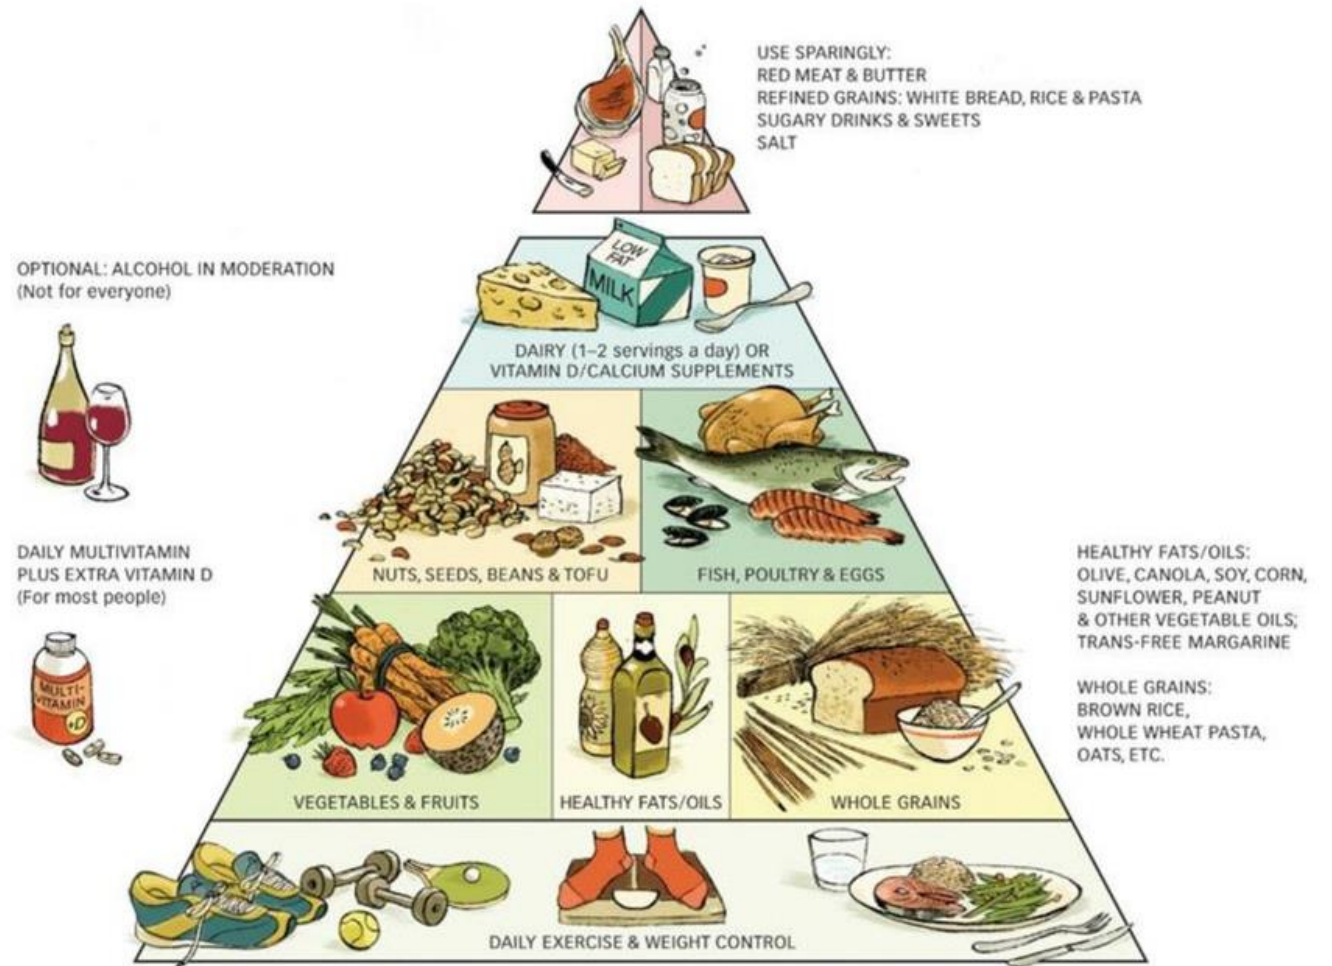 USE SPARINGLY:
RED MEAT & BUTTER
REFINED GRAINS: WHITE BREAD, RICE & PASTA
SUGARY DRINKS & SWEETS
SALT
OPTIONAL: ALCOHOL IN MODERATION
(Not for everyone)
LOW
FAT
MILK
DAIRY (1–2 servings a day) OR
VITAMIN D/CALCIUM SUPPLEMENTS
NUTS, SEEDS, BEANS & TOFU
FISH, POULTRY & EGGS
DAILY MULTIVITAMIN
PLUS EXTRA VITAMIN D
(For most people)
MULTI-
VITAMIN
+D
HEALTHY FATS/OILS:
OLIVE, CANOLA, SOY, CORN,
SUNFLOWER, PEANUT
& OTHER VEGETABLE OILS;
TRANS-FREE MARGARINE
WHOLE GRAINS:
BROWN RICE,
WHOLE WHEAT PASTA,
OATS, ETC.
VEGETABLES & FRUITS
HEALTHY FATS/OILS
WHOLE GRAINS
DAILY EXERCISE & WEIGHT CONTROL